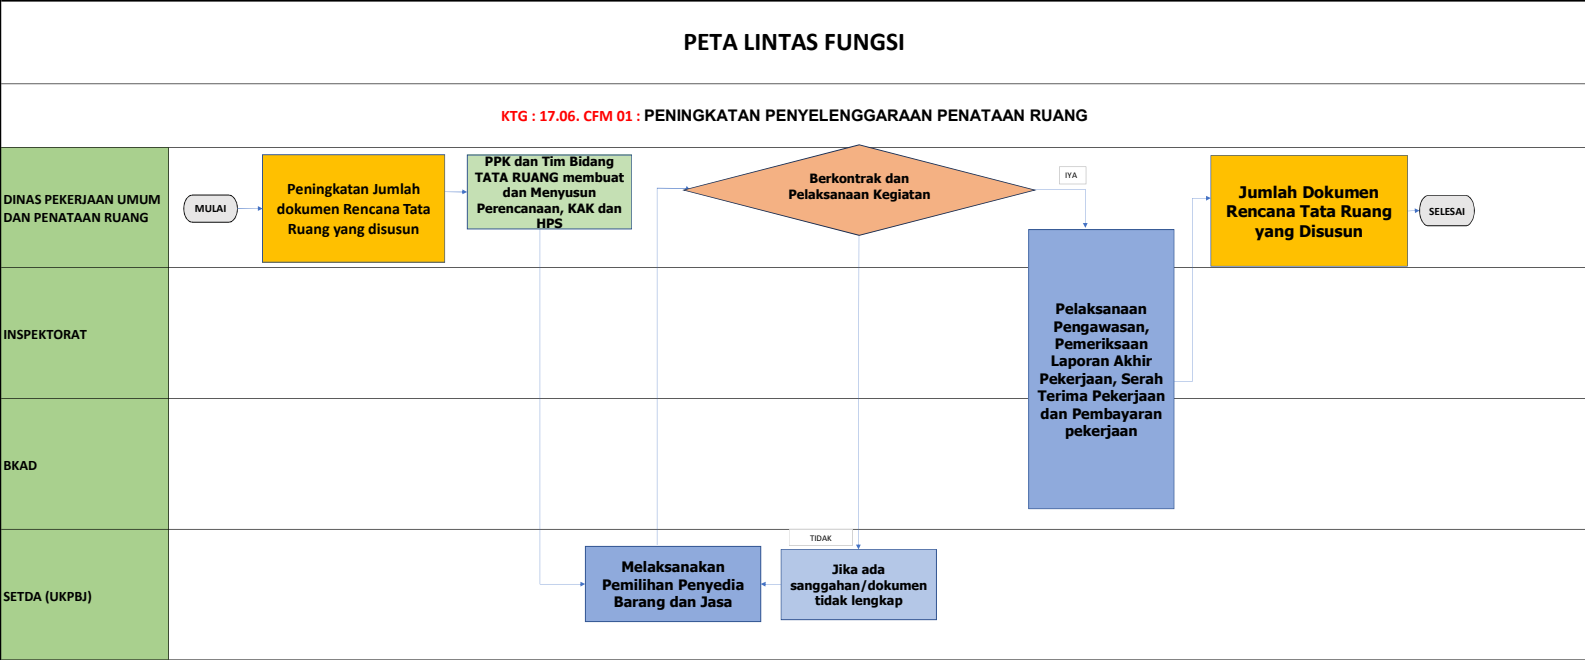 PETA LINTAS FUNGSI
KTG : 17.06. CFM 01 : PENINGKATAN PENYELENGGARAAN PENATAAN RUANG
DINAS PEKERJAAN UMUM
DAN PENATAAN RUANG
MULAI
Peningkatan Jumlah
dokumen Rencana Tata
Ruang yang disusun
PPK dan Tim Bidang
TATA RUANG membuat
dan Menyusun
Perencanaan, KAK dan
HPS
Berkontrak dan
Pelaksanaan Kegiatan
IYA
Jumlah Dokumen
Rencana Tata Ruang
yang Disusun
SELESAI
INSPEKTORAT
Pelaksanaan
Pengawasan,
Pemeriksaan
Laporan Akhir
Pekerjaan, Serah
Terima Pekerjaan
dan Pembayaran
pekerjaan
BKAD
SETDA (UKPBJ)
Melaksanakan
Pemilihan Penyedia
Barang dan Jasa
TIDAK
Jika ada
sanggahan/dokumen
tidak lengkap